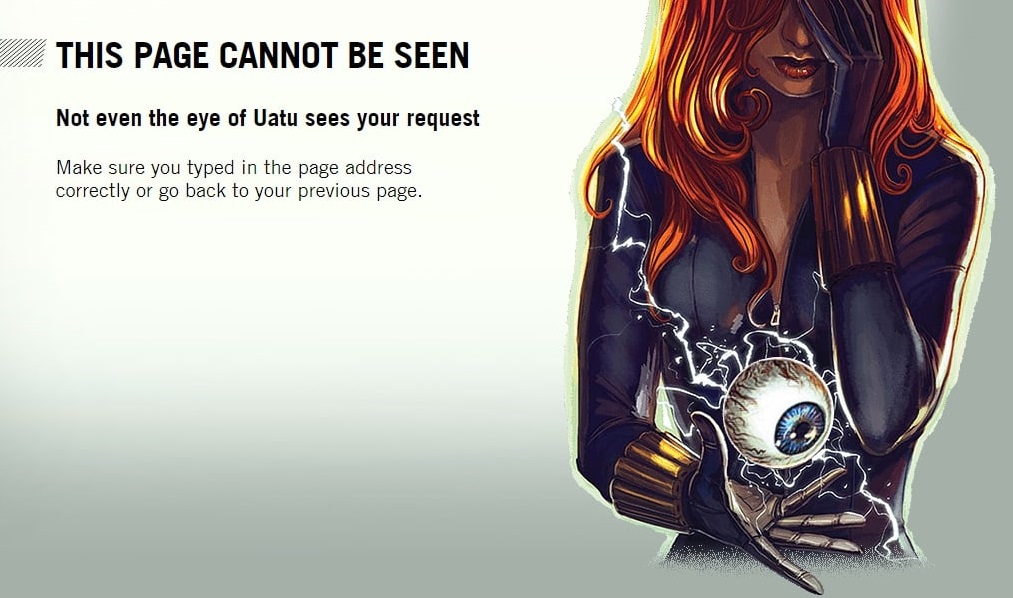 THIS PAGE CANNOT BE SEEN
Not even the eye of Uatu sees your request
Make sure you typed in the page address
correctly or go back to your previous page.